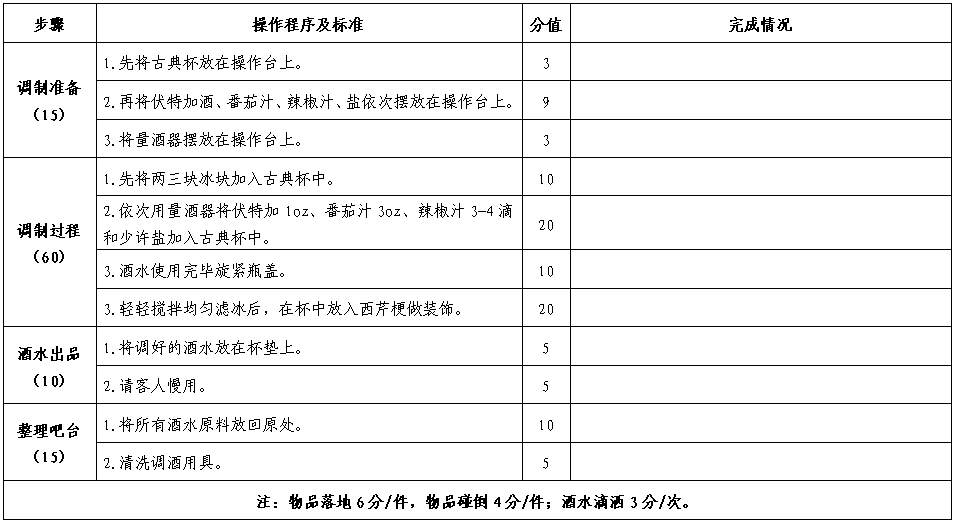 步骤 操作程序及标准 分值 完成情况
调制准备
（15）
1.先将古典杯放在操作台上。 3
2.再将伏特加酒、番茄汁、辣椒汁、盐依次摆放在操作台上。 9
3.将量酒器摆放在操作台上。 3
调制过程
（60）
1.先将两三块冰块加入古典杯中。 10
2.依次用量酒器将伏特加 1oz、番茄汁 3oz、辣椒汁 3-4 滴
和少许盐加入古典杯中。 20
3.酒水使用完毕旋紧瓶盖。 10
3.轻轻搅拌均匀滤冰后，在杯中放入西芹梗做装饰。 20
酒水出品
（10）
1.将调好的酒水放在杯垫上。 5
2.请客人慢用。 5
整理吧台
（15）
1.将所有酒水原料放回原处。 10
2.清洗调酒用具。 5
注：物品落地 6 分/件，物品碰倒 4 分/件；酒水滴洒 3 分/次。